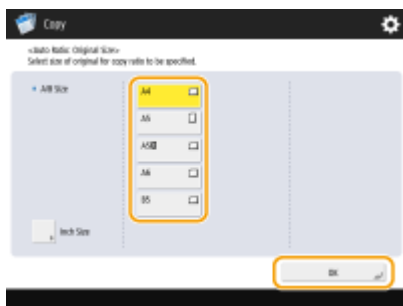 Copy
<Auto Ratio: Original Size>
Select size of original for copy ratio to be specified.
A/B Size
A4
A5
A5R
A6
B5
Inch Size
OK